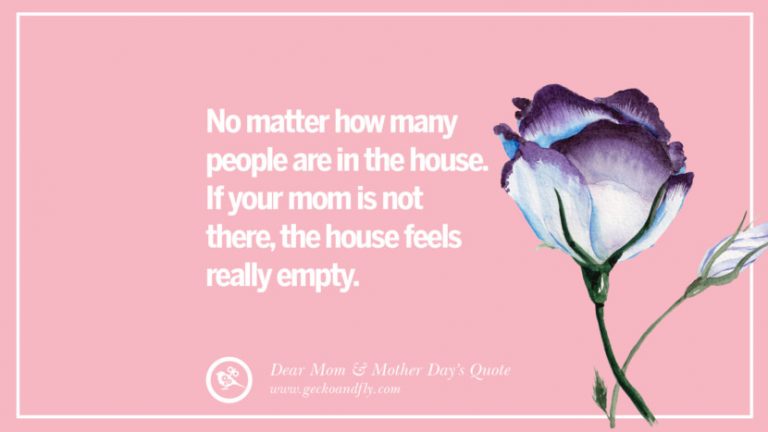 No matter how many
people are in the house.
If your mom is not
there, the house feels
really empty.
Dear Mom & Mother Day's Quote
www.geckoandfly.com